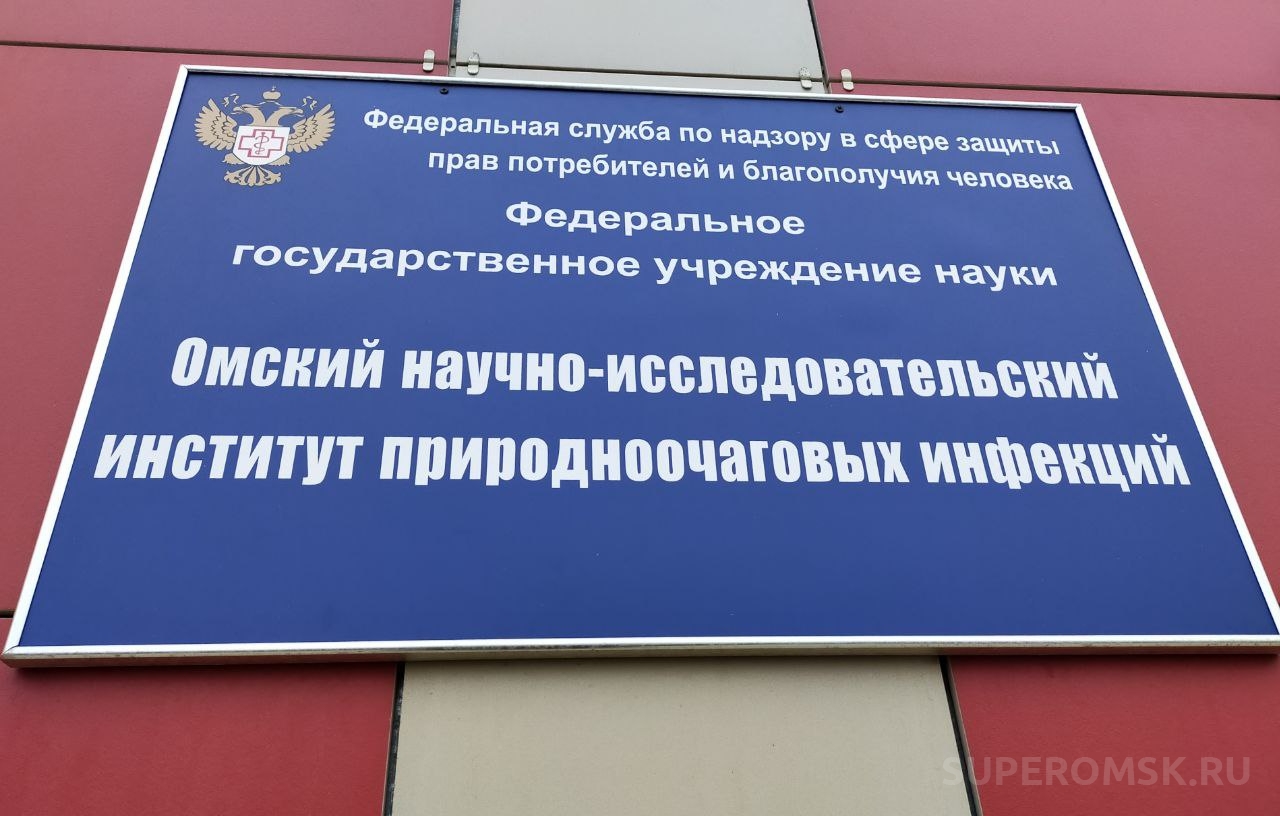 Федеральная служба по надзору в сфере защиты
прав потребителей и благополучия человека
Федеральное
государственное учреждение науки
Омский научно-исследовательский
институт природноочаговых инфекций
SUPEROMSK.RU